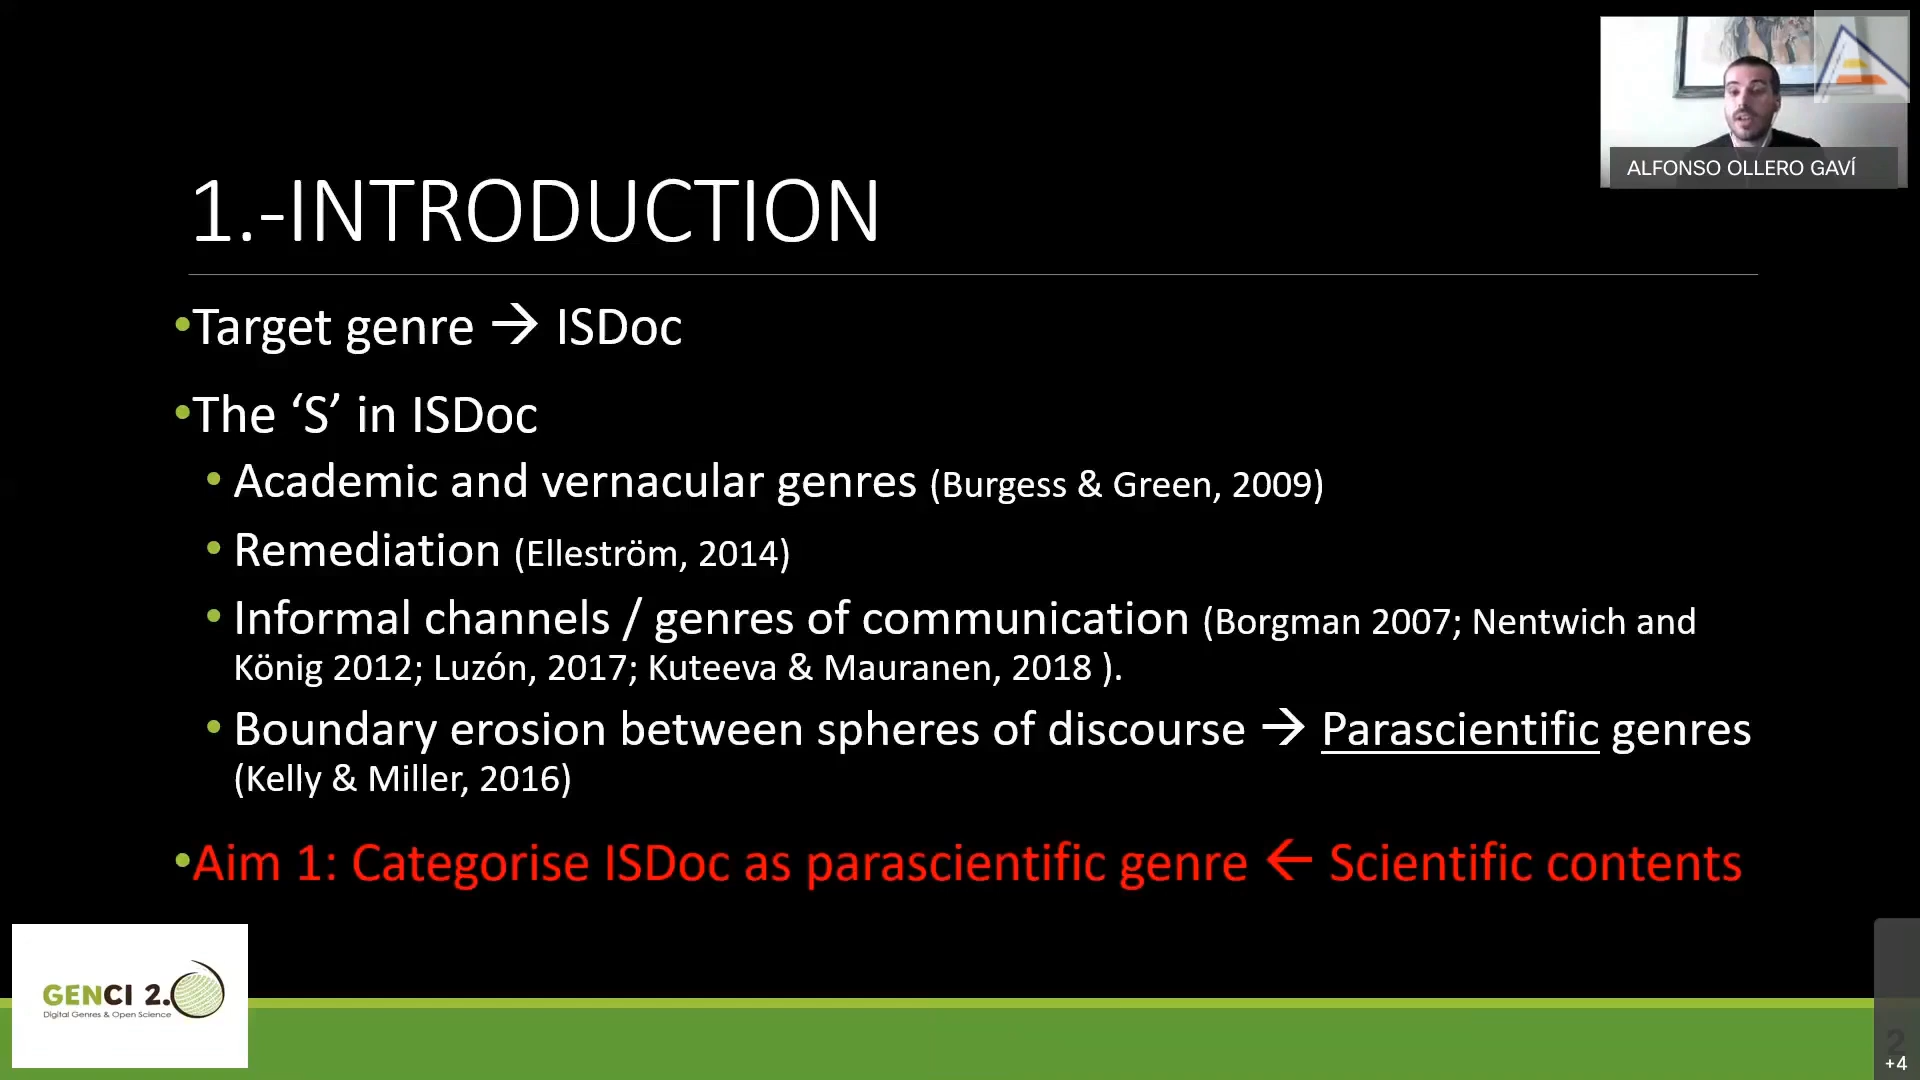 ALFONSO OLLERO GAVÍ
1.-INTRODUCTION
•Target genre → ISDoc
•The ‘S’ in ISDoc
• Academic and vernacular genres (Burgess & Green, 2009)
• Remediation (Elleström, 2014)
• Informal channels / genres of communication (Borgman 2007; Nentwich and
König 2012; Luzón, 2017; Kuteeva & Mauranen, 2018 ).
• Boundary erosion between spheres of discourse → Parascientific genres
(Kelly & Miller, 2016)
•Aim 1: Categorise ISDoc as parascientific genre ← Scientific contents
GENCI 2.0
Digital Genres & Open Science
2
+4